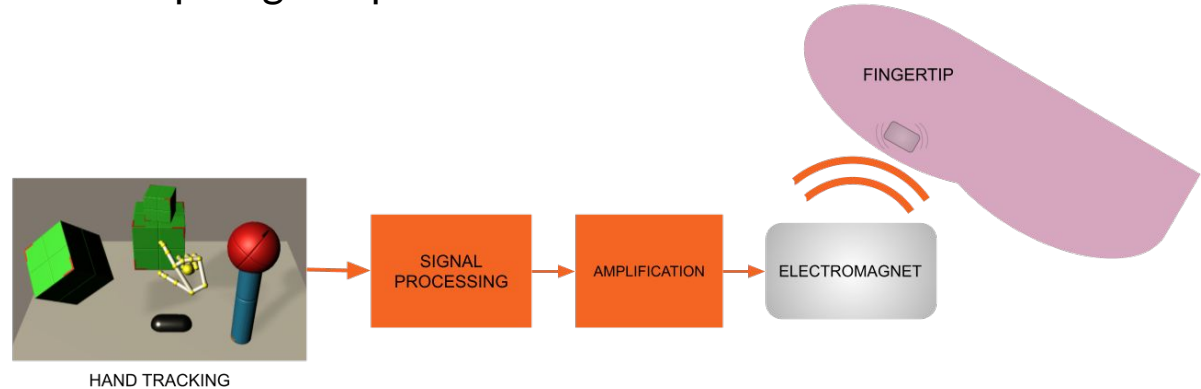 FINGERTIP
SIGNAL
PROCESSING
AMPLIFICATION
ELECTROMAGNET
HAND TRACKING